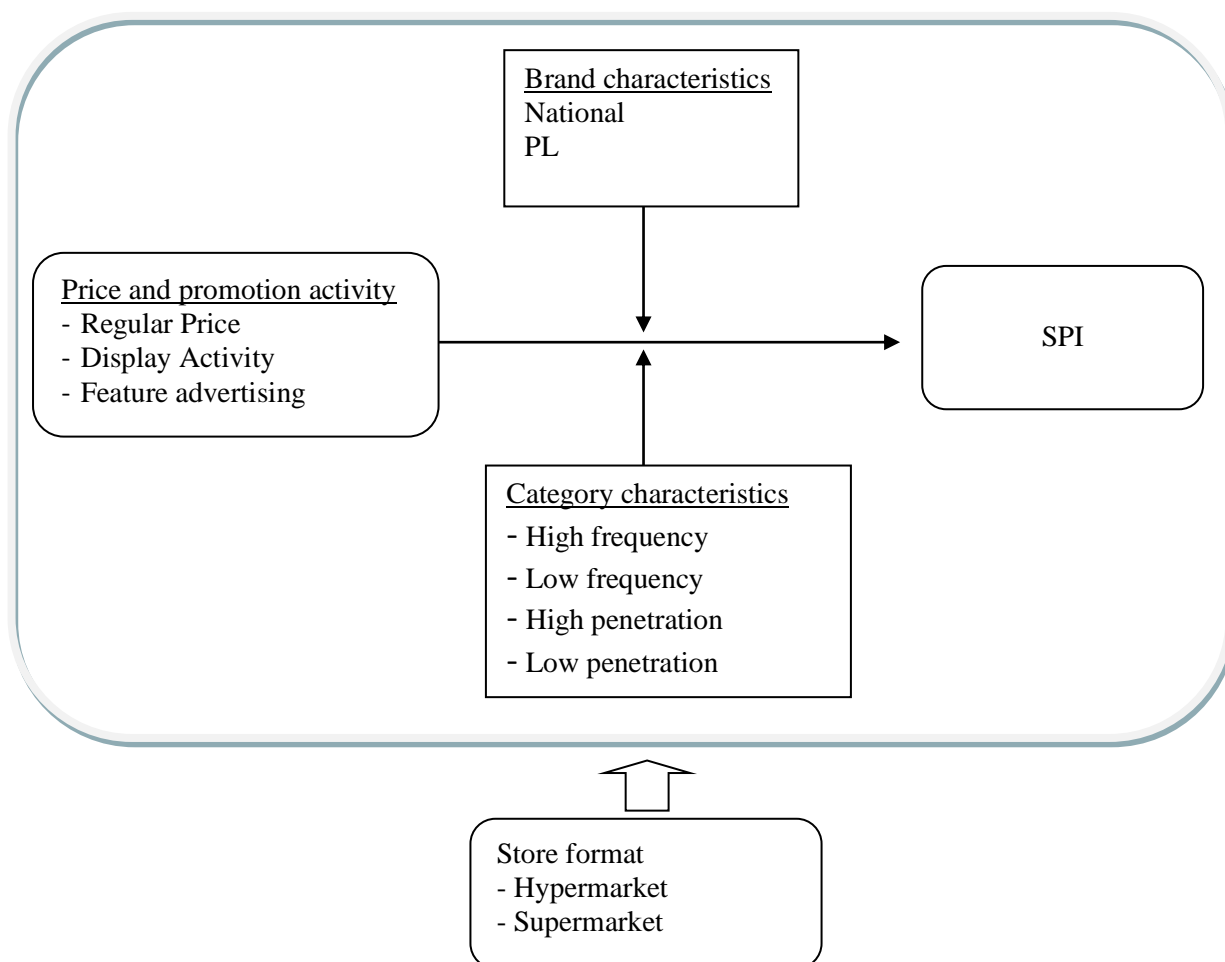 Brand characteristics
National
PL
Price and promotion activity
- Regular Price
- Display Activity
- Feature advertising
SPI
Category characteristics
- High frequency
- Low frequency
- High penetration
- Low penetration
Store format
- Hypermarket
- Supermarket